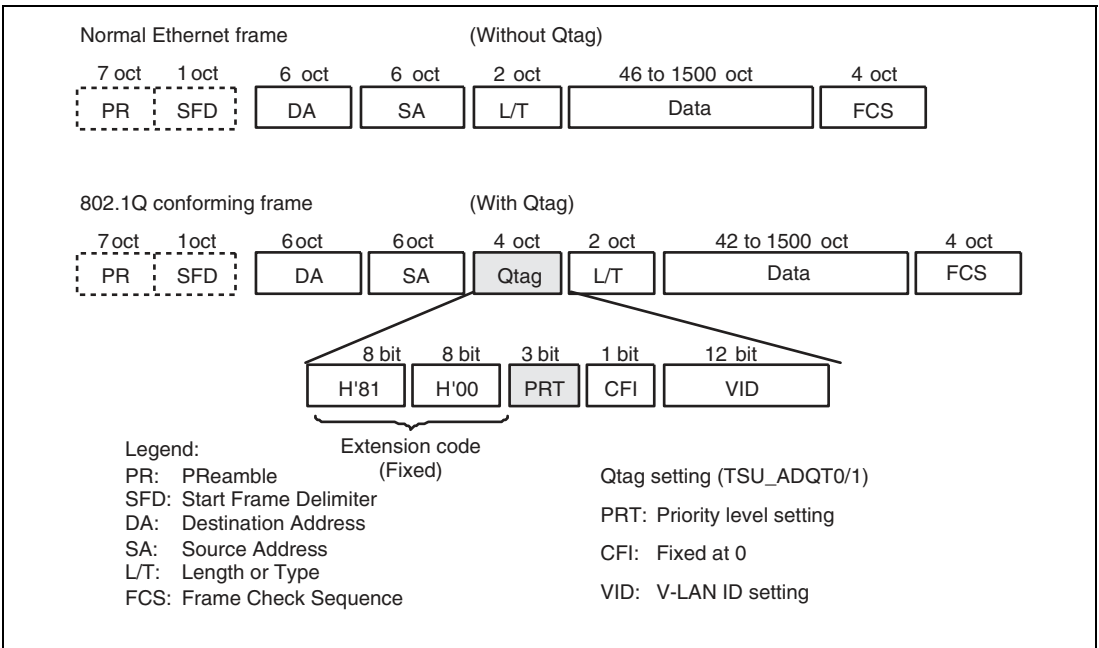 Normal Ethernet frame (Without Qtag)
7 oct 1 oct 6 oct 6 oct 2 oct 46 to 1500 oct 4 oct
PR SFD DA SA L/T Data FCS
802.1Q conforming frame (With Qtag)
7 oct 1 oct 6 oct 6 oct 4 oct 2 oct 42 to 1500 oct 4 oct
PR SFD DA SA Qtag L/T Data FCS
8 bit 8 bit 3 bit 1 bit 12 bit
H'81 H'00 PRT CFI VID
Extension code
(Fixed)
Legend:
PR: PReamble
SFD: Start Frame Delimiter
DA: Destination Address
SA: Source Address
L/T: Length or Type
FCS: Frame Check Sequence
Qtag setting (TSU_ADQT0/1)
PRT: Priority level setting
CFI: Fixed at 0
VID: V-LAN ID setting